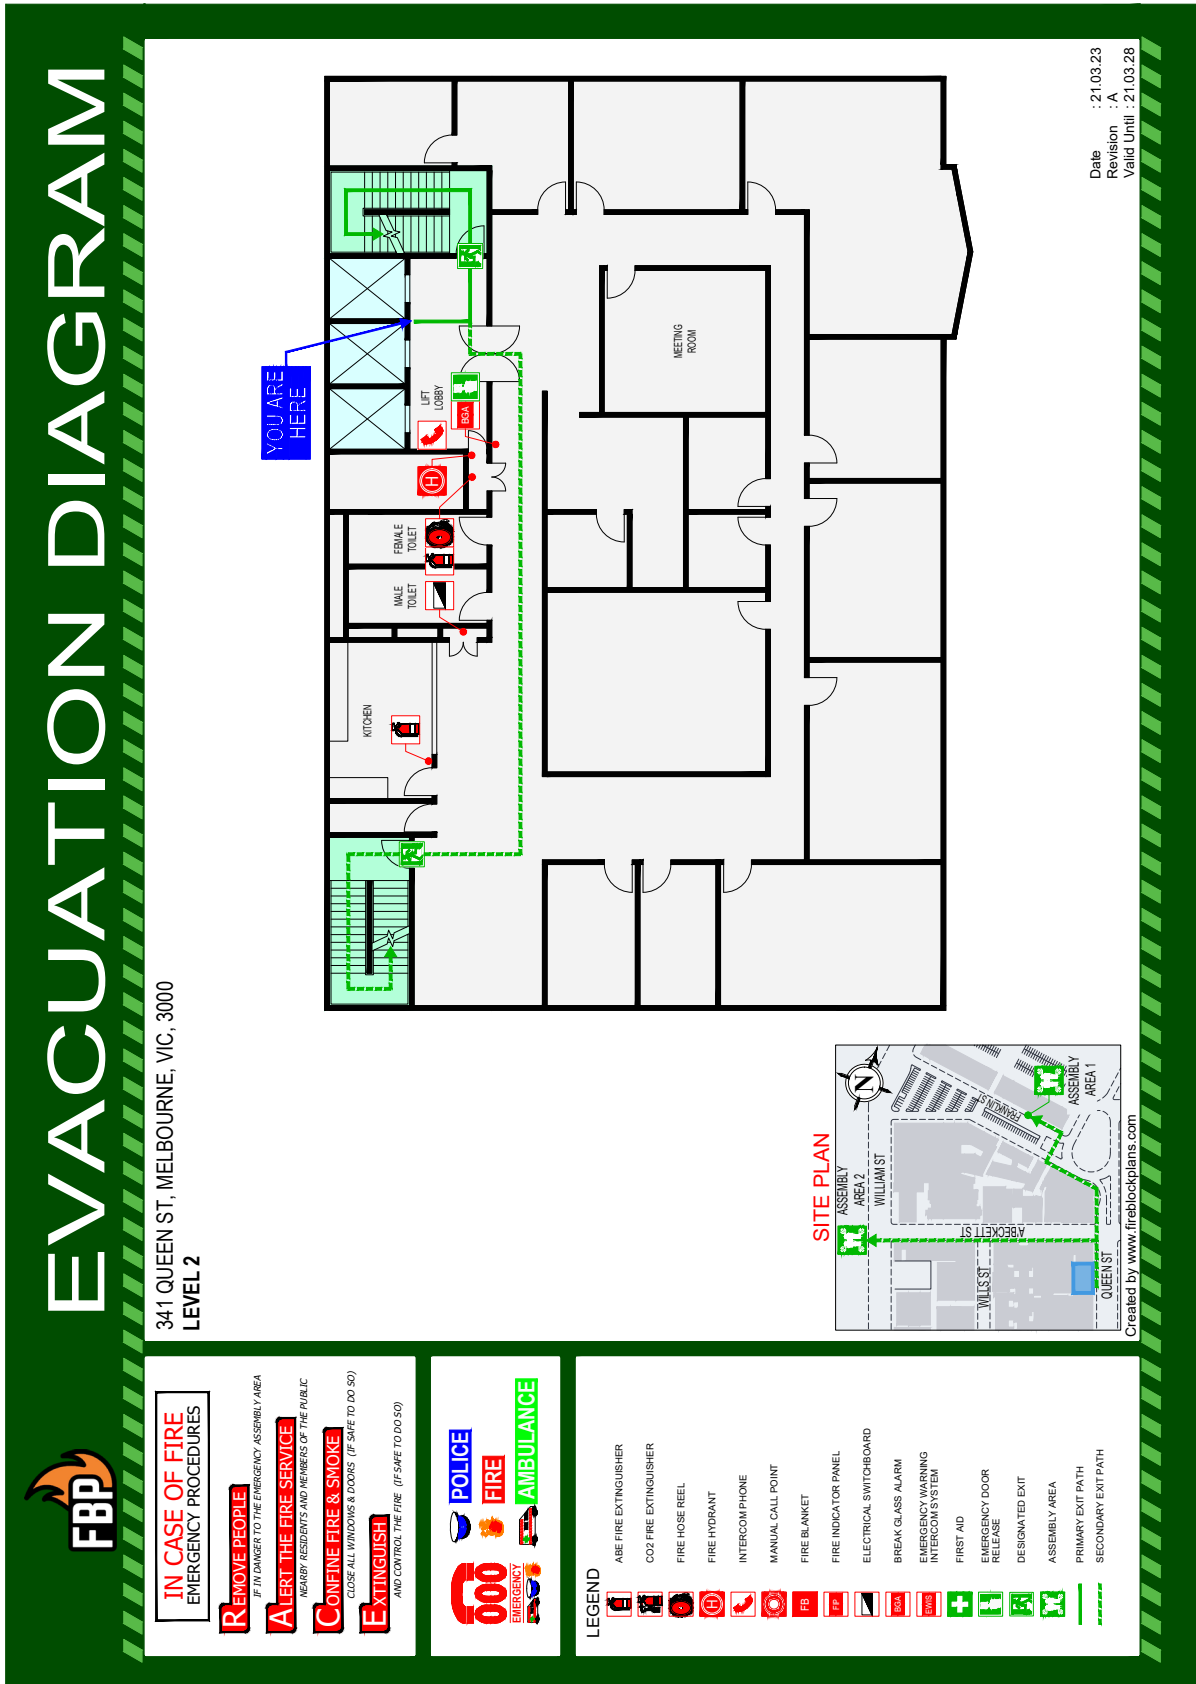 EVACUATION DIAGRAM
341 QUEEN ST, MELBOURNE, VIC, 3000
LEVEL 2
Date : 21.03.23
Revision : A
Valid Until : 21.03.28
YOU ARE
HERE
LIFT
LOBBY
BGA
H
FEMALE
TOILET
MALE
TOILET
KITCHEN
MEETING
ROOM
SITE PLAN
N
ASSEMBLY
AREA 2
WILLIAM ST
A'BECKETT ST
WILLS ST
QUEEN ST
FRANKLIN ST
ASSEMBLY
AREA 1
Created by www.fireblockplans.com
FBP
IN CASE OF FIRE
EMERGENCY PROCEDURES
REMOVE PEOPLE
IF IN DANGER TO THE EMERGENCY ASSEMBLY AREA
ALERT THE FIRE SERVICE
NEARBY RESIDENTS AND MEMBERS OF THE PUBLIC
CONFINE FIRE & SMOKE
CLOSE ALL WINDOWS & DOORS (IF SAFE TO DO SO)
EXTINGUISH
AND CONTROL THE FIRE (IF SAFE TO DO SO)
000
EMERGENCY
POLICE
FIRE
AMBULANCE
LEGEND
ABE FIRE EXTINGUISHER
CO2 FIRE EXTINGUISHER
FIRE HOSE REEL
H FIRE HYDRANT
INTERCOM PHONE
MANUAL CALL POINT
FB FIRE BLANKET
FIP FIRE INDICATOR PANEL
ELECTRICAL SWITCHBOARD
BGA BREAK GLASS ALARM
EWIS EMERGENCY WARNING
INTERCOM SYSTEM
FIRST AID
EMERGENCY DOOR
RELEASE
DESIGNATED EXIT
ASSEMBLY AREA
PRIMARY EXIT PATH
SECONDARY EXIT PATH